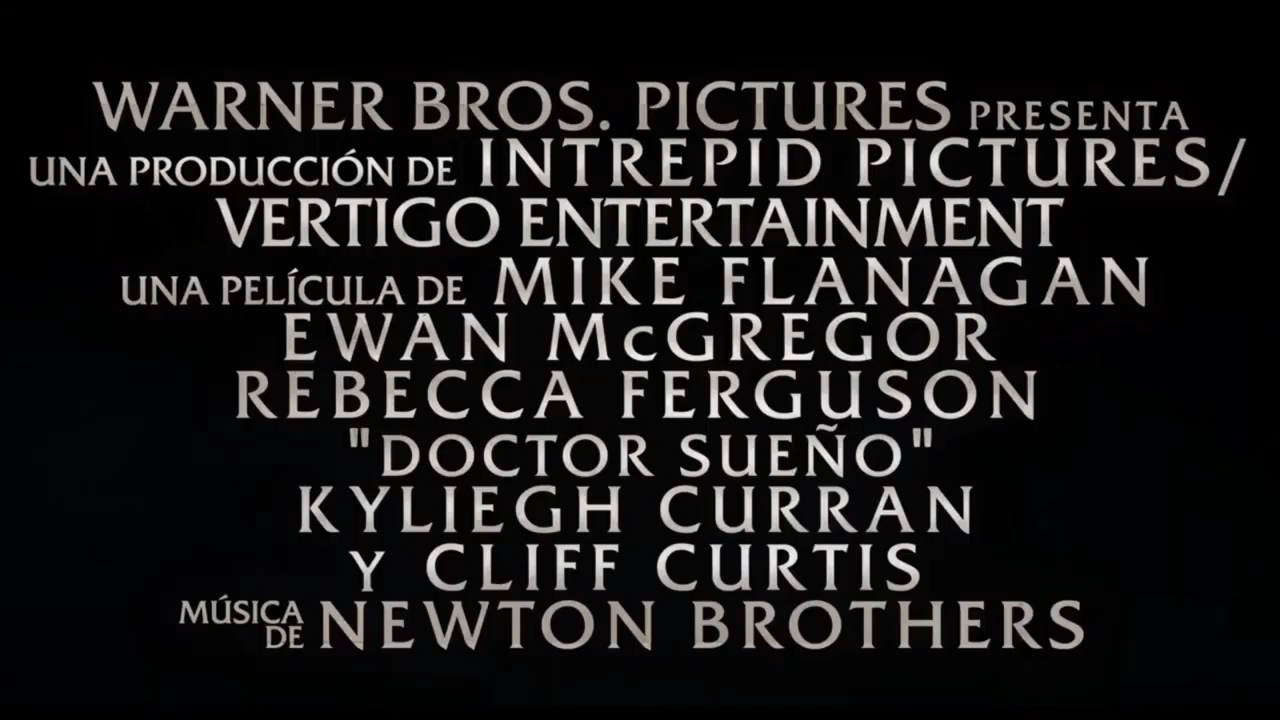 WARNER BROS. PICTURES PRESENTA
UNA PRODUCCIÓN DE INTREPID PICTURES/
VERTIGO ENTERTAINMENT
UNA PELÍCULA DE MIKE FLANAGAN
EWAN McGREGOR
REBECCA FERGUSON
"DOCTOR SUEÑO"
KYLIEGH CURRAN
Y CLIFF CURTIS
MÚSICA DE NEWTON BROTHERS